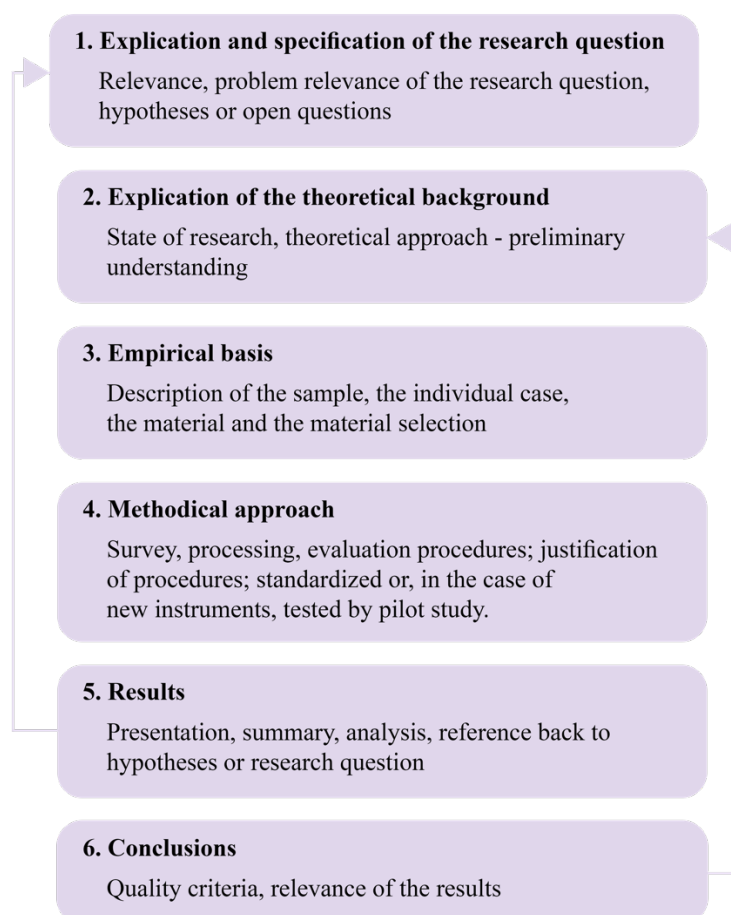 1. Explication and specification of the research question
Relevance, problem relevance of the research question,
hypotheses or open questions
2. Explication of the theoretical background
State of research, theoretical approach - preliminary
understanding
3. Empirical basis
Description of the sample, the individual case,
the material and the material selection
4. Methodical approach
Survey, processing, evaluation procedures; justification
of procedures; standardized or, in the case of
new instruments, tested by pilot study.
5. Results
Presentation, summary, analysis, reference back to
hypotheses or research question
6. Conclusions
Quality criteria, relevance of the results